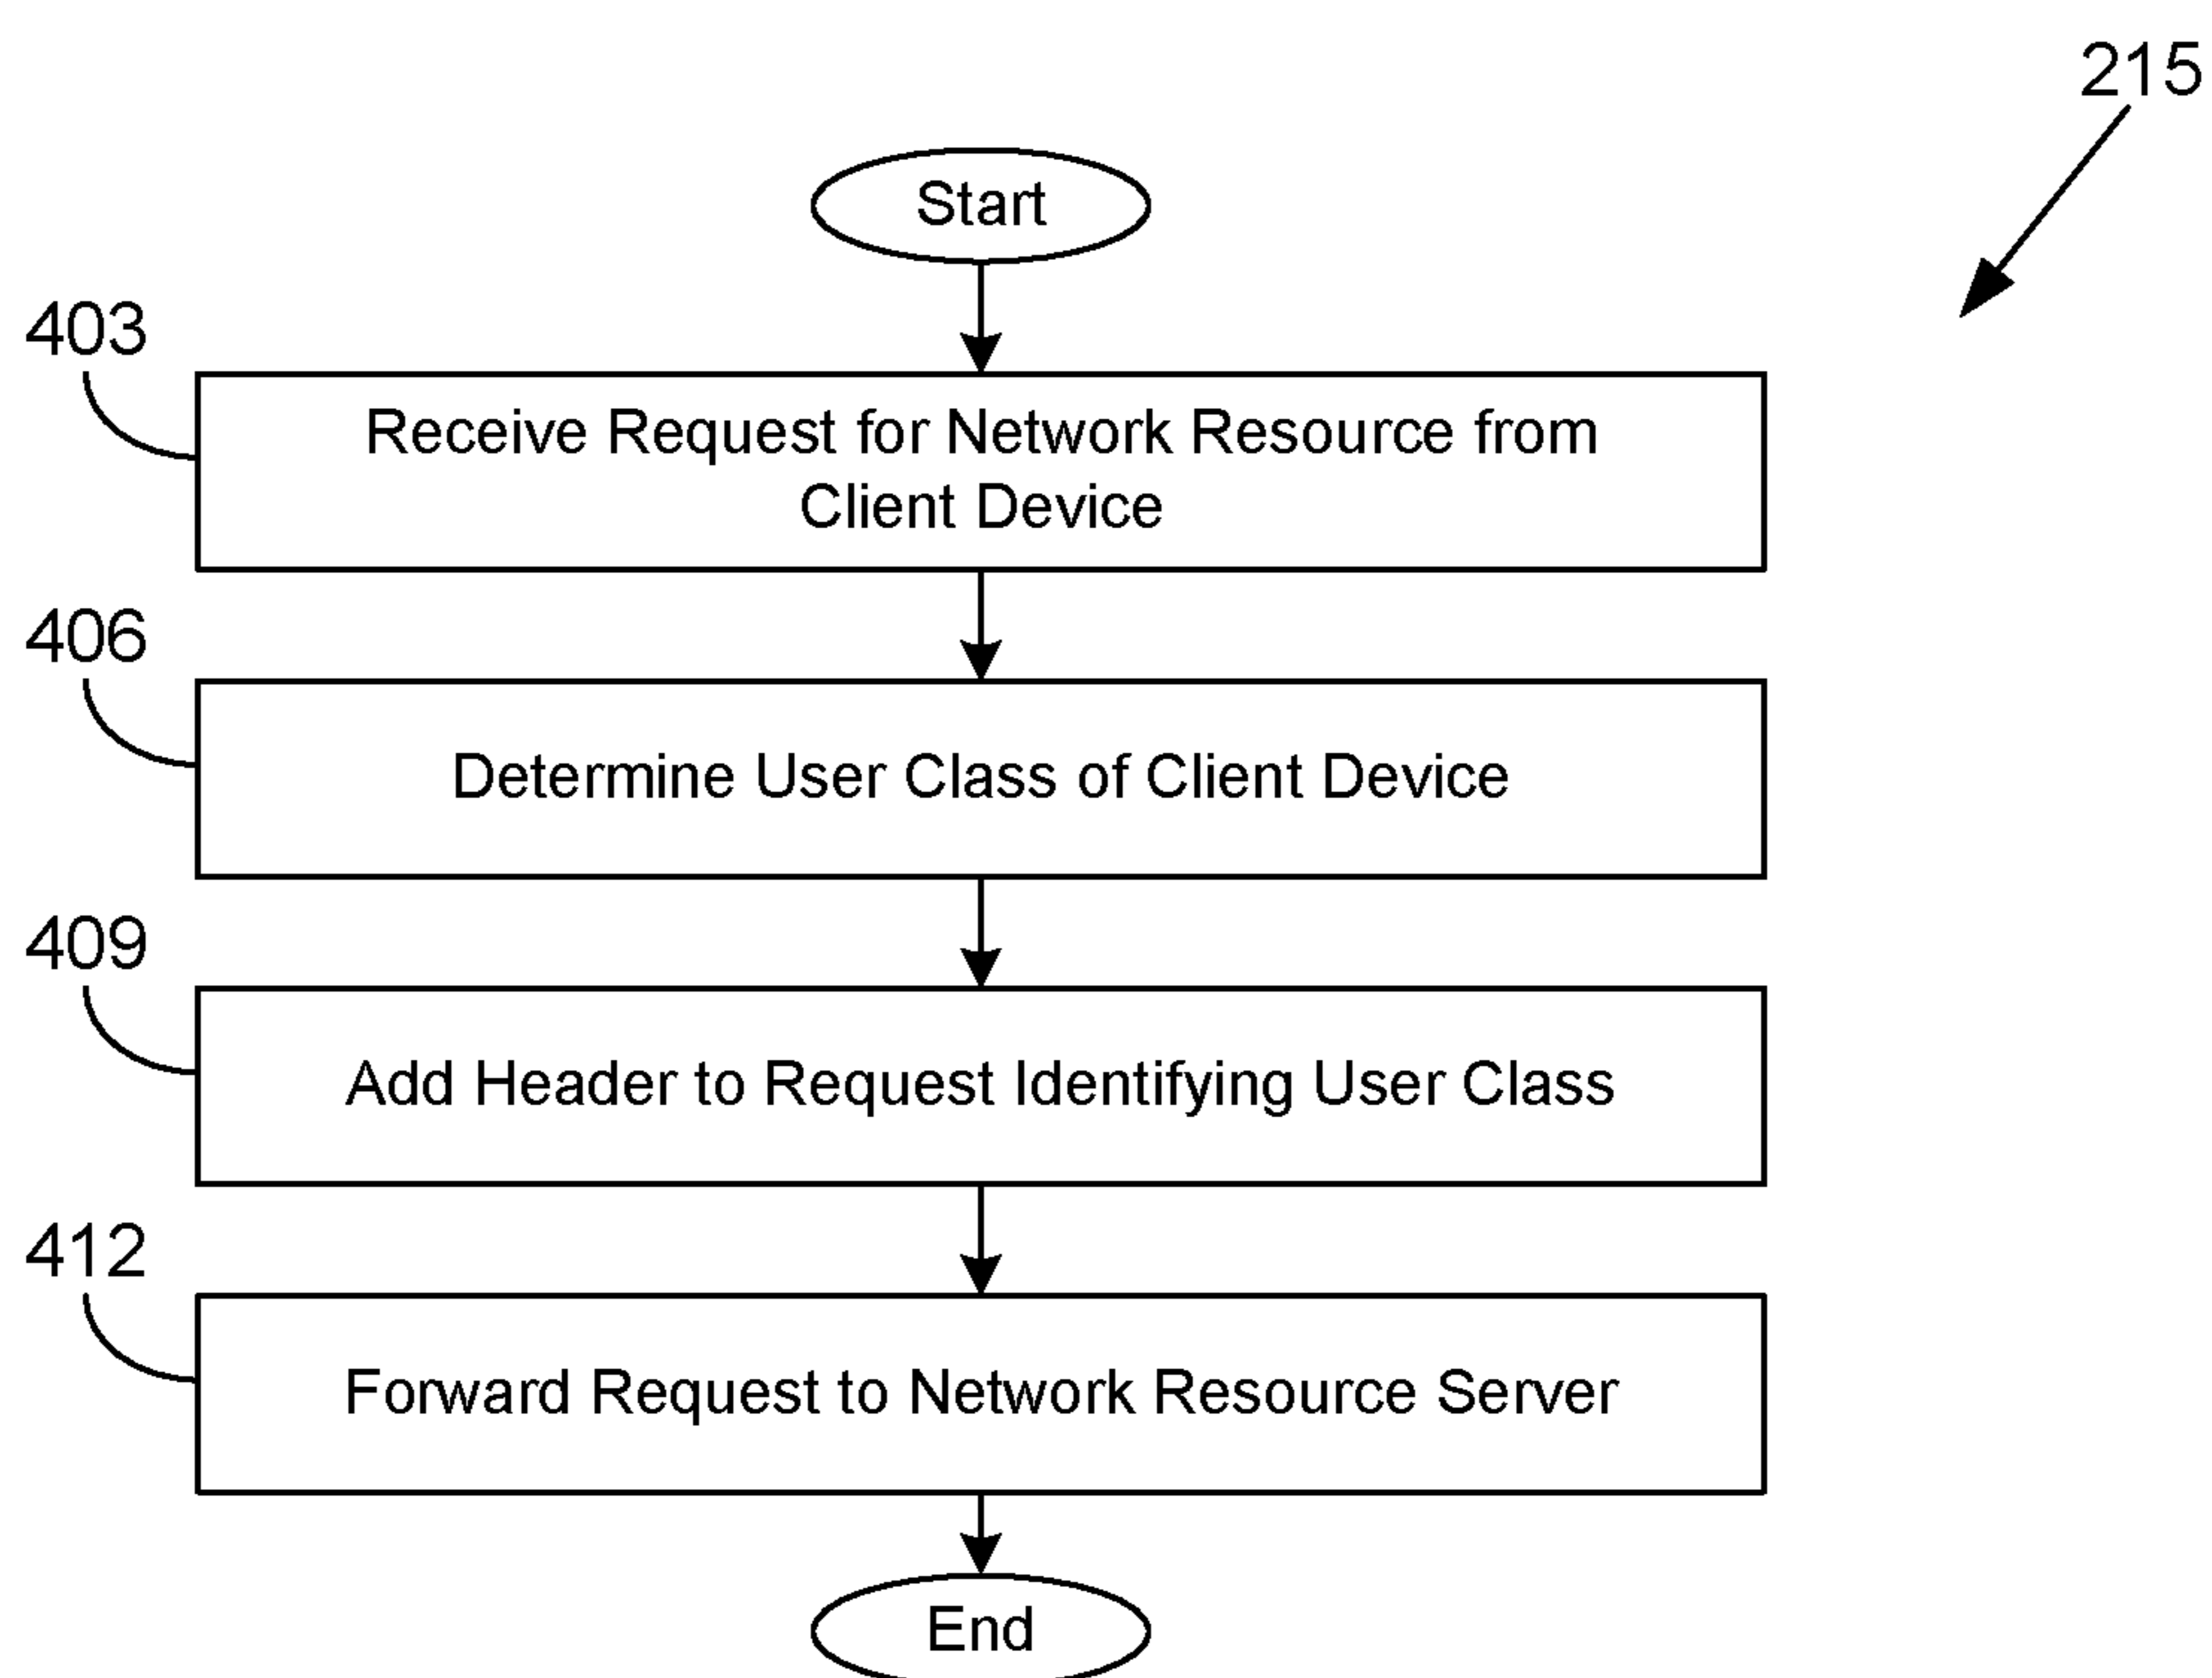 215
Start
403
Receive Request for Network Resource from
Client Device
406
Determine User Class of Client Device
409
Add Header to Request Identifying User Class
412
Forward Request to Network Resource Server
End